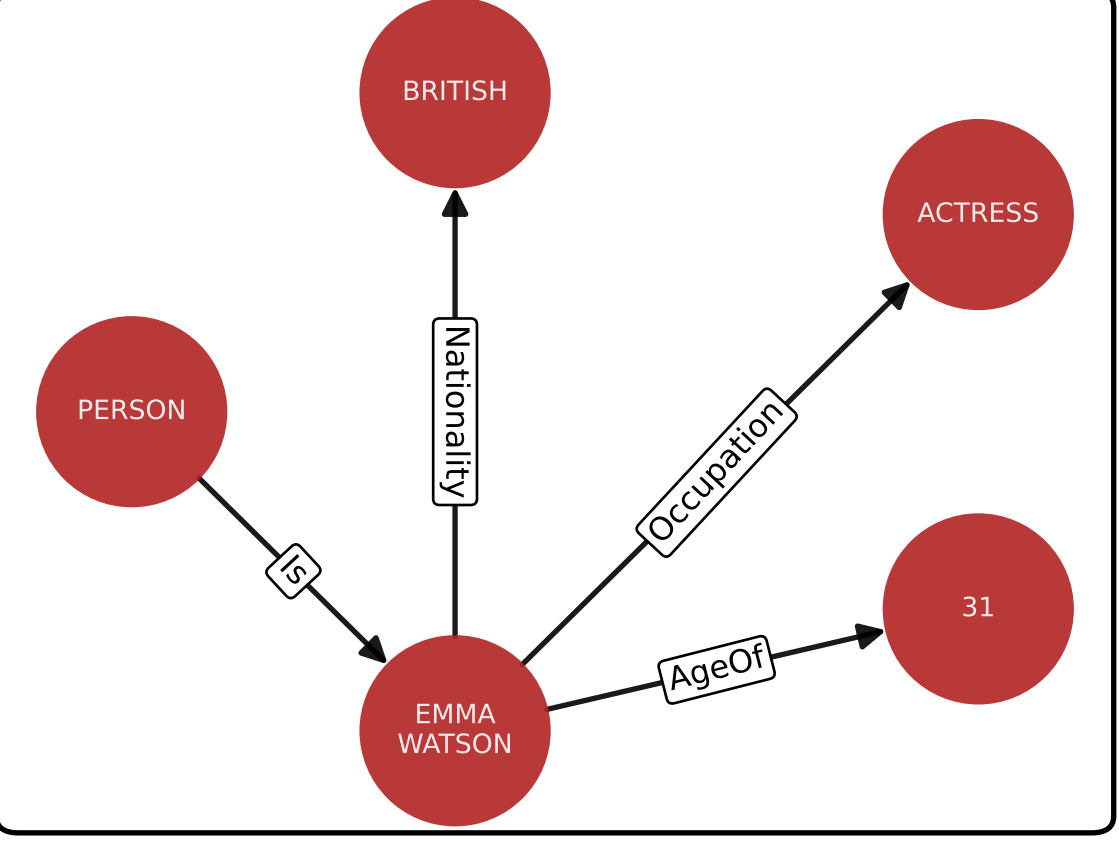 BRITISH
ACTRESS
Nationality
PERSON
Occupation
Is
31
AgeOf
EMMA
WATSON